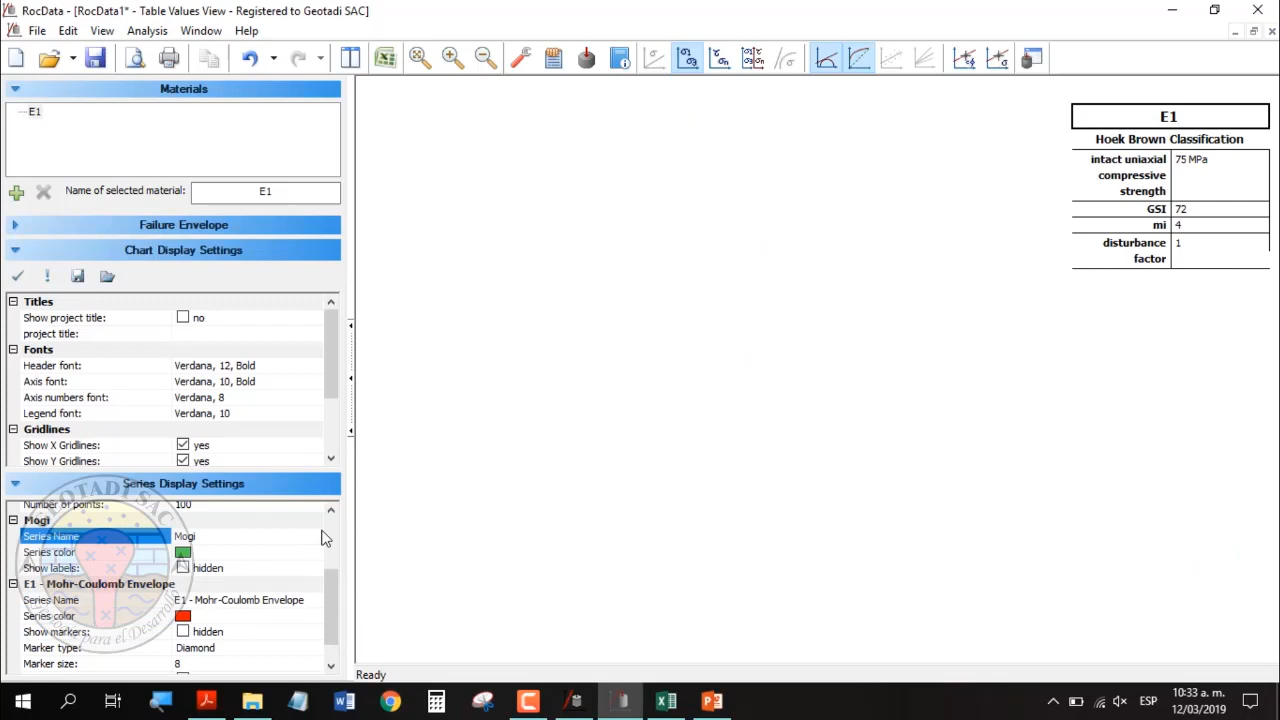 RocData - [RocData1* - Table Values View - Registered to Geotadi SAC]
File Edit View Analysis Window Help
Materials
E1
Name of selected material: E1
Failure Envelope
Chart Display Settings
Titles
Show project title: no
project title:
Fonts
Header font: Verdana, 12, Bold
Axis font: Verdana, 10, Bold
Axis numbers font: Verdana, 8
Legend font: Verdana, 10
Gridlines
Show X Gridlines: yes
Show Y Gridlines: yes
Series Display Settings
Number of points: 100
Mogi
Series Name Mogi
Series color
Show labels: hidden
E1 - Mohr-Coulomb Envelope
Series Name E1 - Mohr-Coulomb Envelope
Series color
Show markers: hidden
Marker type: Diamond
Marker size: 8
GEOTADI SAC
para el Desarrollo
E1
Hoek Brown Classification
intact uniaxial 75 MPa
compressive
strength
GSI 72
mi 4
disturbance 1
factor
Ready
ESP
10:33 a. m.
12/03/2019